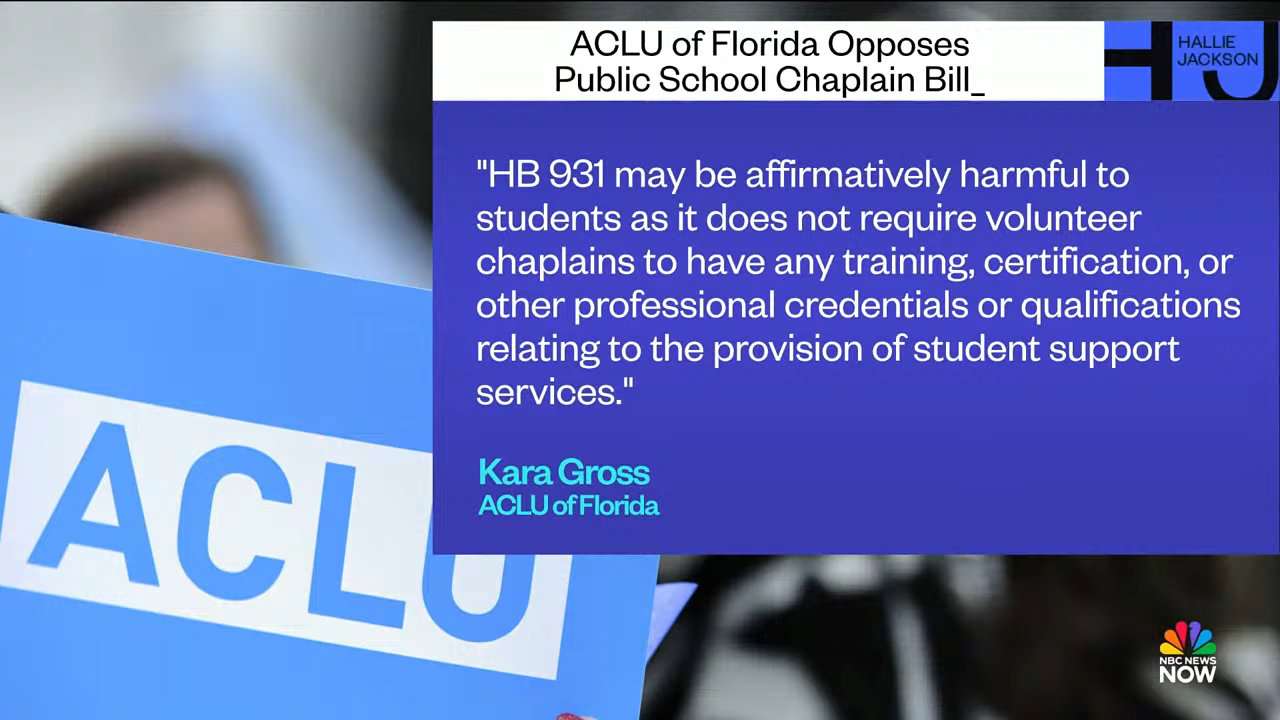 ACLU of Florida Opposes
Public School Chaplain Bill_
HALLIE
JACKSON
HJ
"HB 931 may be affirmatively harmful to
students as it does not require volunteer
chaplains to have any training, certification, or
other professional credentials or qualifications
relating to the provision of student support
services."
Kara Gross
ACLU of Florida
ACLU
NBC NEWS
NOW